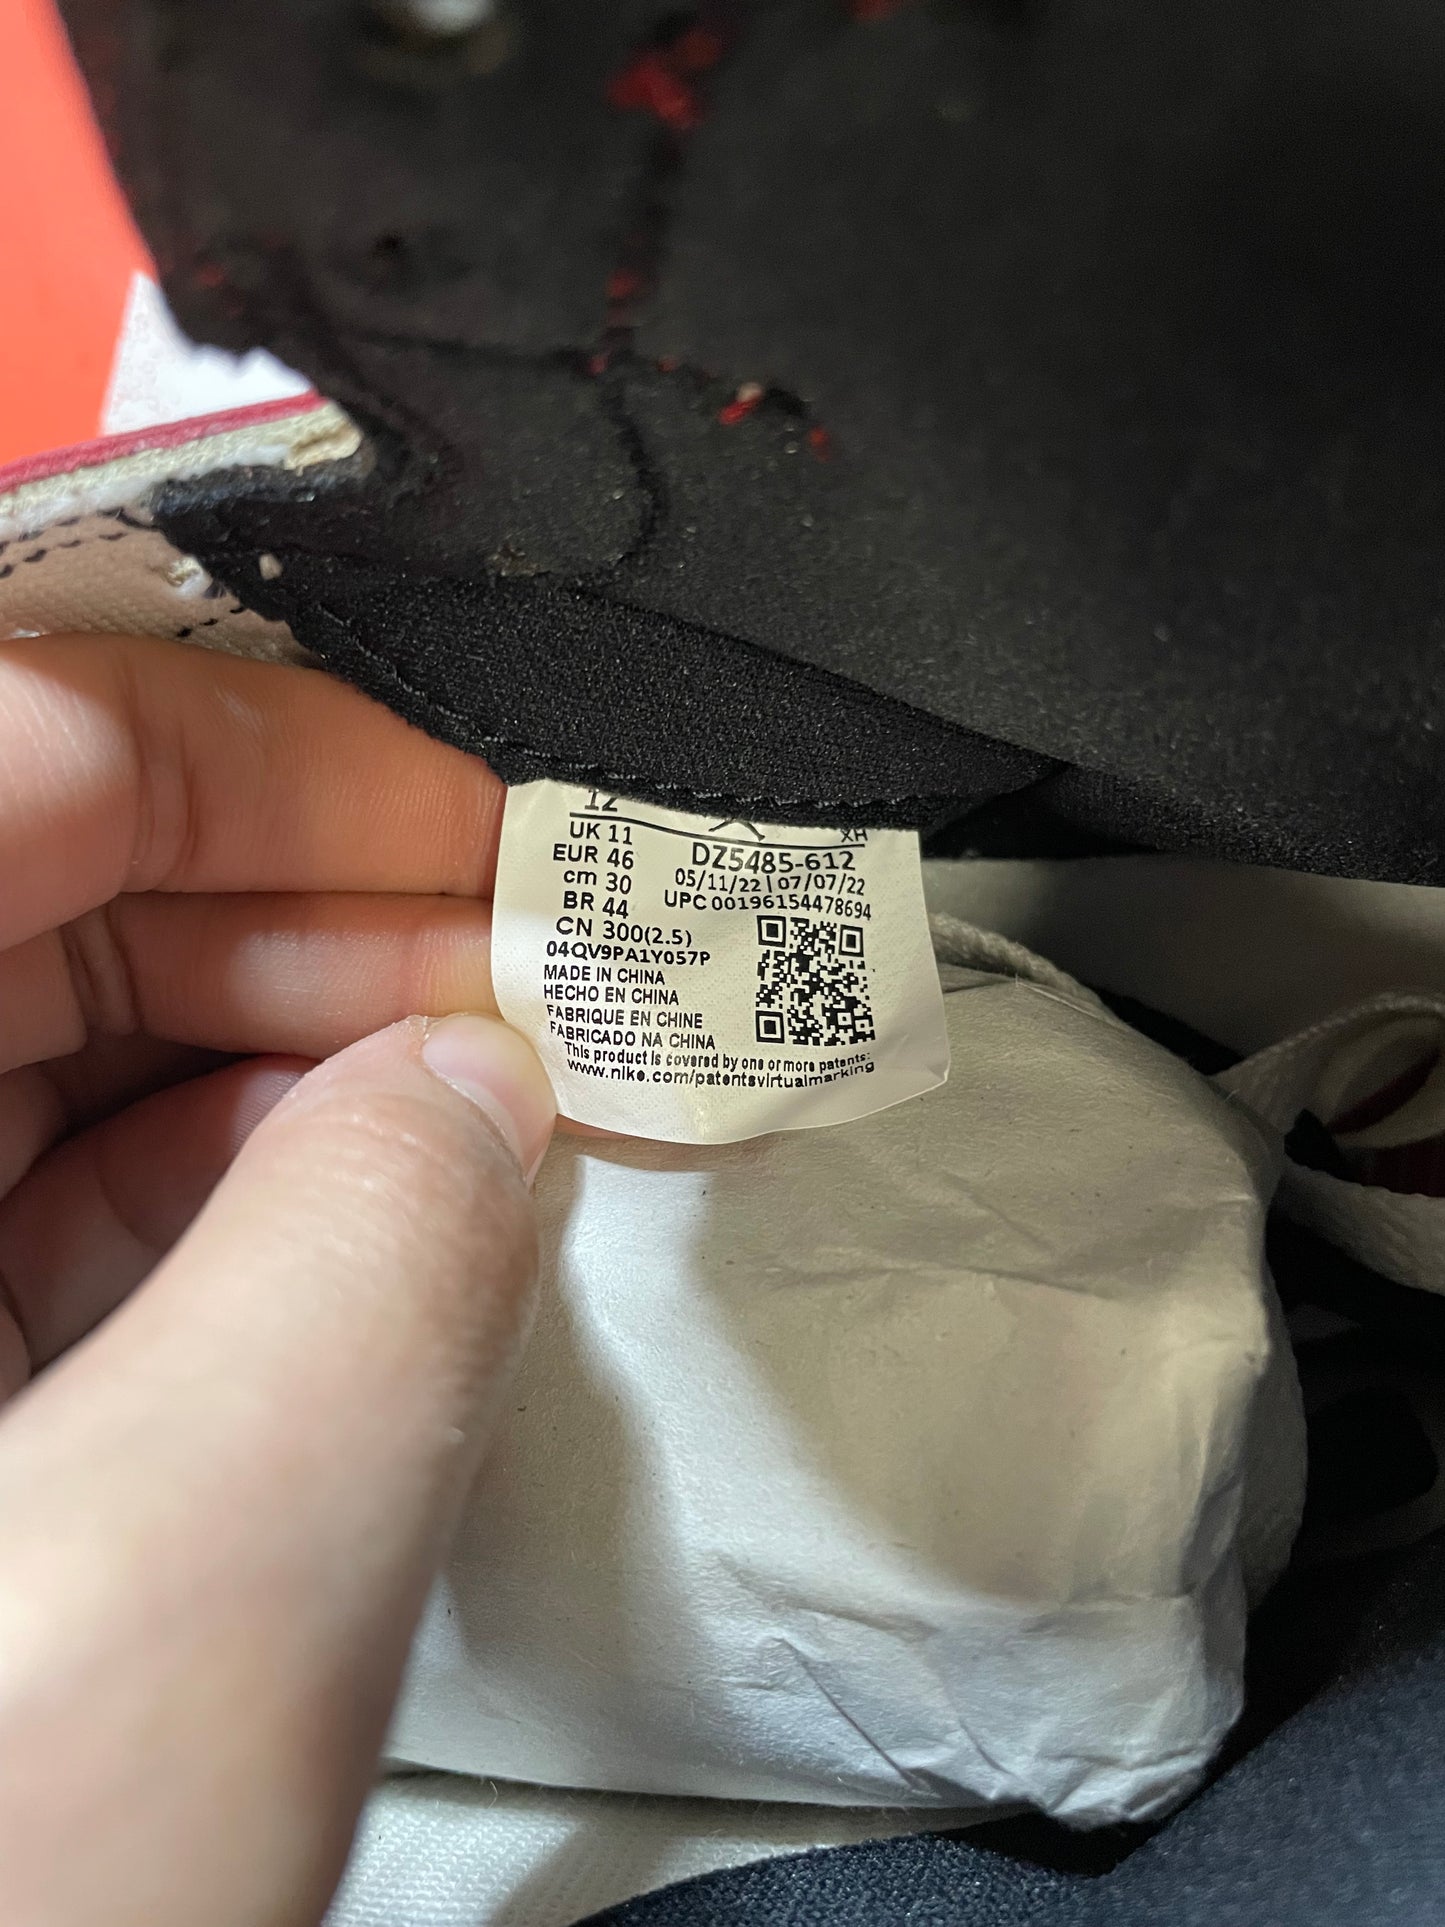 12
UK 11
EUR 46
cm 30
BR 44
CN 300(2.5)
04QV9PA1Y057P
XH
DZ5485-612
05/11/22 | 07/07/22
UPC 00196154478694
MADE IN CHINA
HECHO EN CHINA
FABRIQUE EN CHINE
FABRICADO NA CHINA
This product is covered by one or more patents:
www.nike.com/patentsvirtualmarking